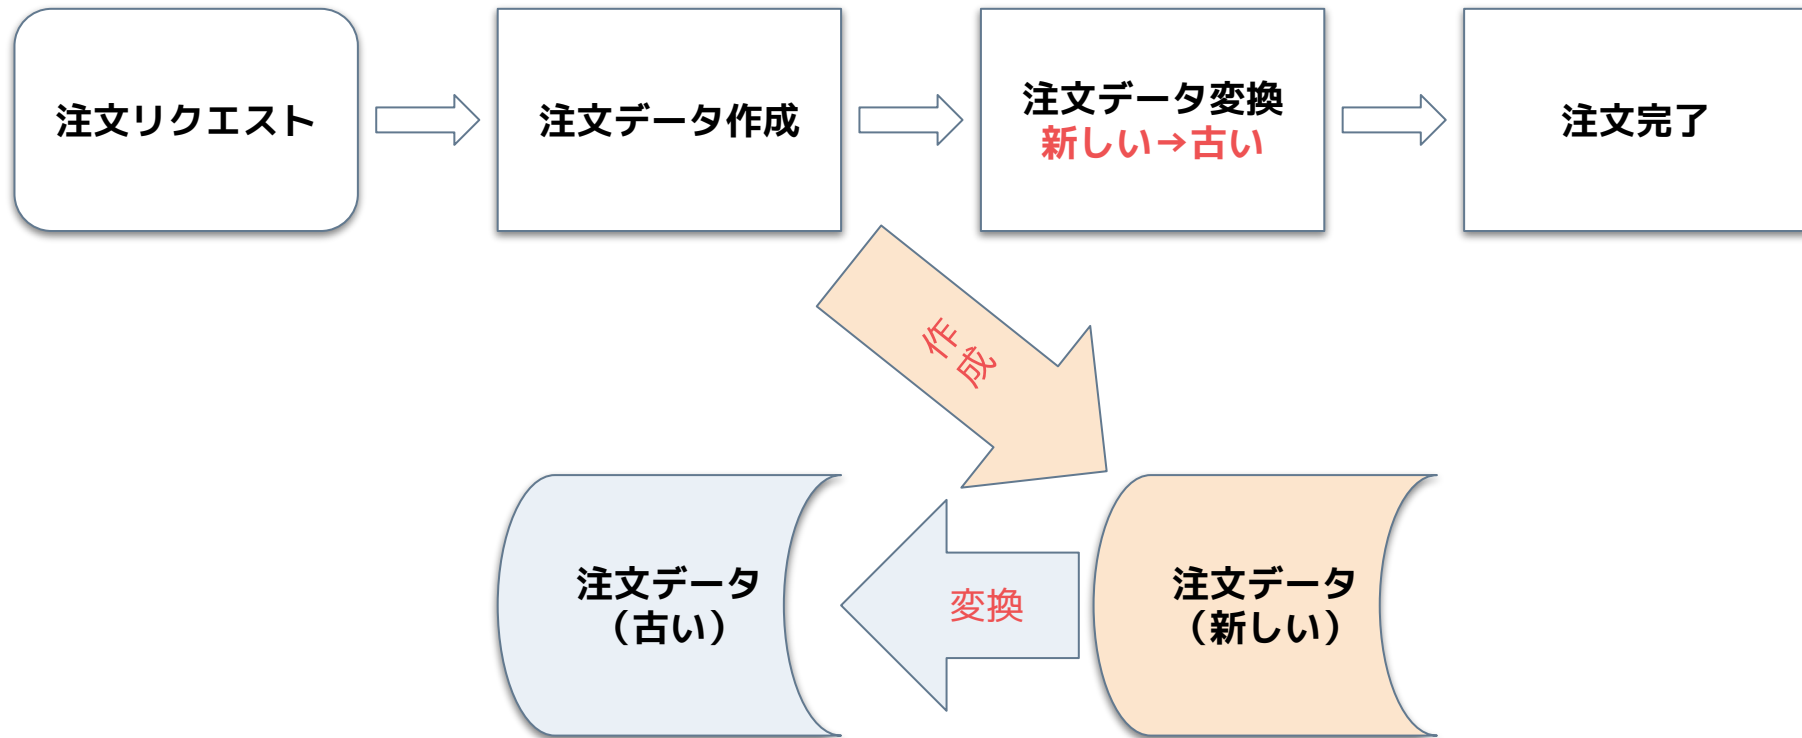 注文リクエスト
注文データ作成
注文データ変換
新しい→古い
注文完了
作成
注文データ
（古い）
変換
注文データ
（新しい）